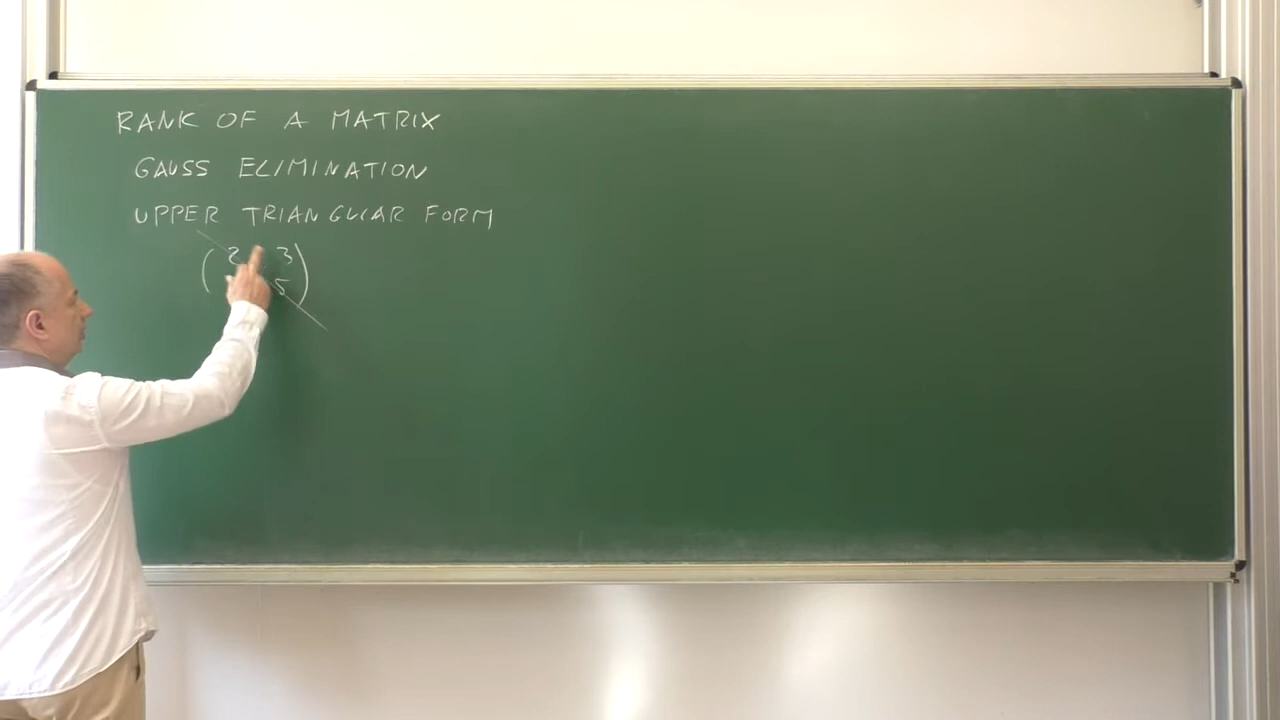 RANK OF A MATRIX
GAUSS ELIMINATION
UPPER TRIANGULAR FORM
2 3
5